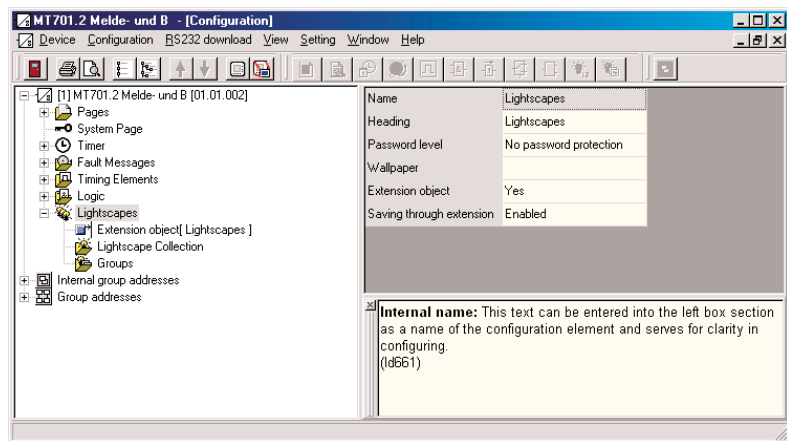 MT701.2 Melde- und B - [Configuration]
Device Configuration RS232 download View Setting Window Help
[1] MT701.2 Melde- und B [01.01.002]
Pages
System Page
Timer
Fault Messages
Timing Elements
Logic
Lightscapes
Extension object[ Lightscapes ]
Lightscape Collection
Groups
Internal group addresses
Group addresses
Name Lightscapes
Heading Lightscapes
Password level No password protection
Wallpaper
Extension object Yes
Saving through extension Enabled
Internal name: This text can be entered into the left box section
as a name of the configuration element and serves for clarity in
configuring.
(Id661)